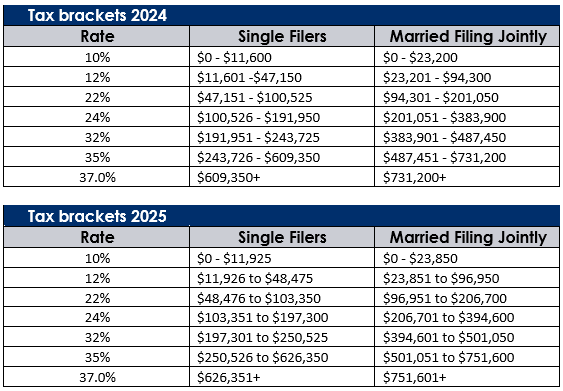 Tax brackets 2024
Rate Single Filers Married Filing Jointly
10% $0 - $11,600 $0 - $23,200
12% $11,601 -$47,150 $23,201 - $94,300
22% $47,151 - $100,525 $94,301 - $201,050
24% $100,526 - $191,950 $201,051 - $383,900
32% $191,951 - $243,725 $383,901 - $487,450
35% $243,726 - $609,350 $487,451 - $731,200
37.0% $609,350+ $731,200+
Tax brackets 2025
Rate Single Filers Married Filing Jointly
10% $0 - $11,925 $0 - $23,850
12% $11,926 to $48,475 $23,851 to $96,950
22% $48,476 to $103,350 $96,951 to $206,700
24% $103,351 to $197,300 $206,701 to $394,600
32% $197,301 to $250,525 $394,601 to $501,050
35% $250,526 to $626,350 $501,051 to $751,600
37.0% $626,351+ $751,601+